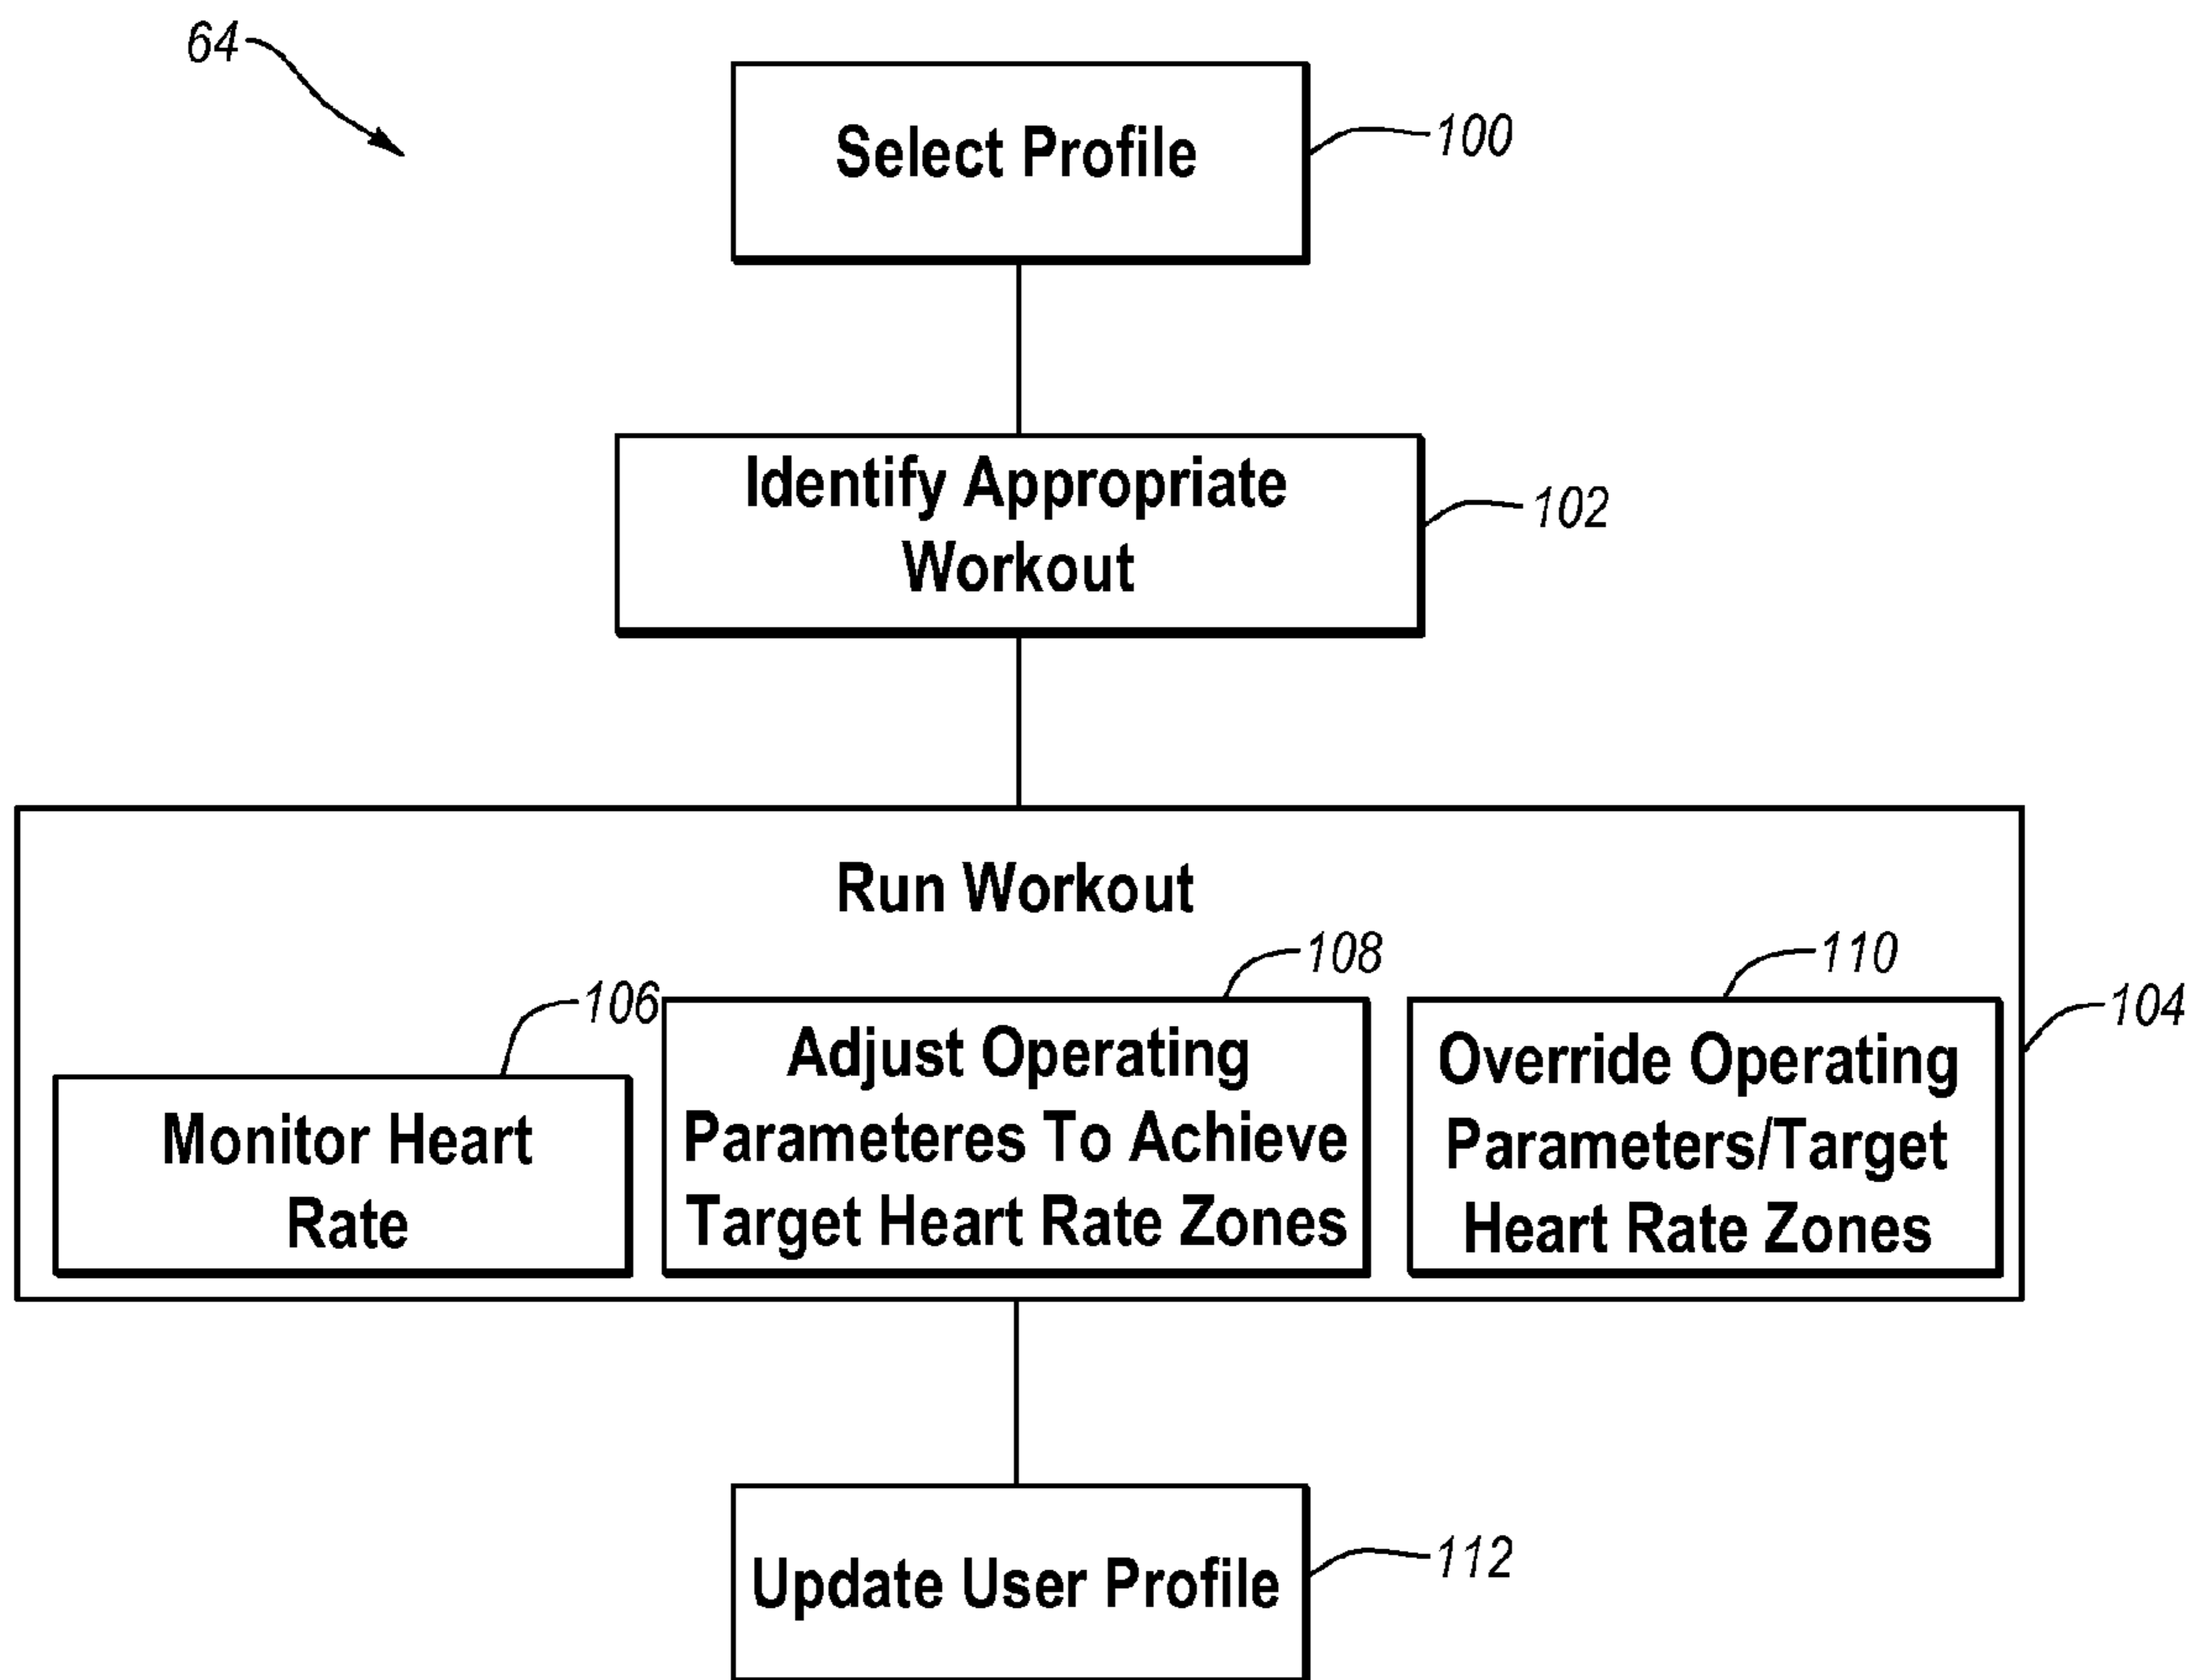 64
Select Profile
100
Identify Appropriate
Workout
102
Run Workout
106
Monitor Heart
Rate
108
Adjust Operating
Parameteres To Achieve
Target Heart Rate Zones
110
Override Operating
Parameters/Target
Heart Rate Zones
104
Update User Profile
112